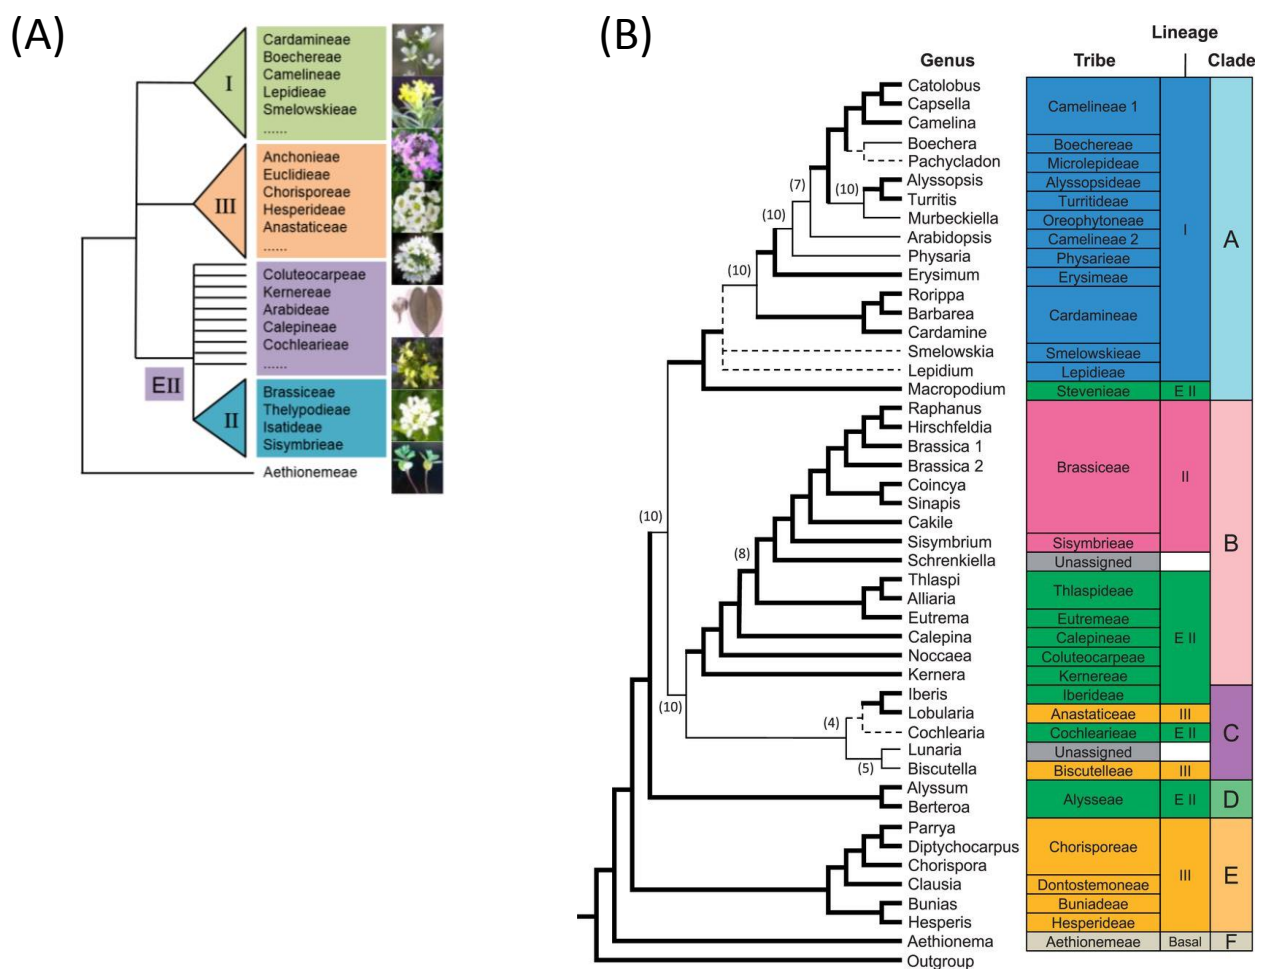 (A)
I
Cardamineae
Boechereae
Camelineae
Lepidieae
Smelowskieae
......
III
Anchonieae
Euclidieae
Chorisporeae
Hesperideae
Anastaticeae
......
EII
Coluteocarpeae
Kernereae
Arabideae
Calepineae
Cochlearieae
......
II
Brassiceae
Thelypodieae
Isatideae
Sisymbrieae
Aethionemeae
(B)
Lineage
Genus Tribe Clade
Catolobus
Capsella
Camelina
Boechera
Pachycladon
Alyssopsis
Turritis
Murbeckiella
Arabidopsis
Physaria
Erysimum
Rorippa
Barbarea
Cardamine
Smelowskia
Lepidium
Macropodium
Raphanus
Hirschfeldia
Brassica 1
Brassica 2
Coincya
Sinapis
Cakile
Sisymbrium
Schrenkiella
Thlaspi
Alliaria
Eutrema
Calepina
Noccaea
Kernera
Iberis
Lobularia
Cochlearia
Lunaria
Biscutella
Alyssum
Berteroa
Parrya
Diptychocarpus
Chorispora
Clausia
Bunias
Hesperis
Aethionema
Outgroup
(7)
(10)
(10)
(10)
(10)
(8)
(10)
(4)
(5)
Camelineae 1
Boechereae
Microlepideae
Alyssopsideae
Turritideae
Oreophytoneae
Camelineae 2
Physarieae
Erysimeae
Cardamineae
Smelowskieae
Lepidieae
Stevenieae
Brassiceae
Sisymbrieae
Unassigned
Thlaspideae
Eutremeae
Calepineae
Coluteocarpeae
Kernereae
Iberideae
Anastaticeae
Cochlearieae
Unassigned
Biscutelleae
Alysseae
Chorisporeae
Dontostemoneae
Buniadeae
Hesperideae
Aethionemeae
I
E II
II
E II
III
E II
III
E II
III
Basal
A
B
C
D
E
F